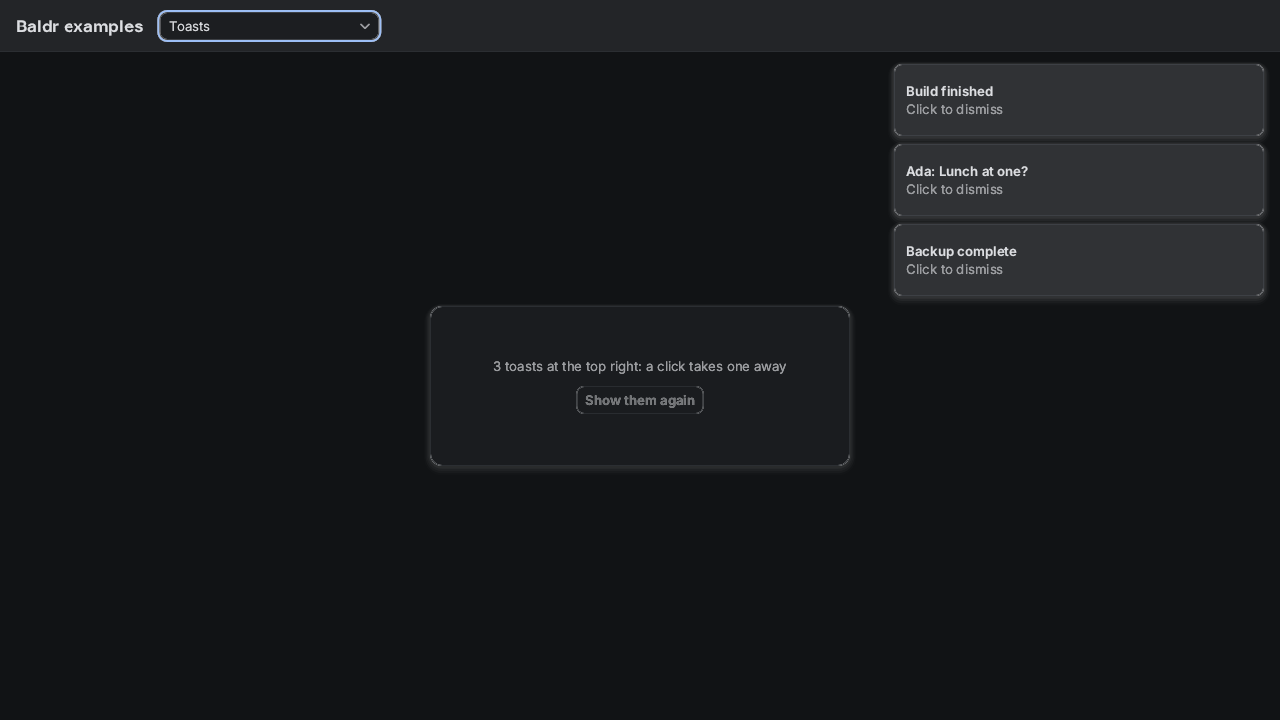 Baldr examples
Toasts
Build finished
Click to dismiss
Ada: Lunch at one?
Click to dismiss
Backup complete
Click to dismiss
3 toasts at the top right: a click takes one away
Show them again